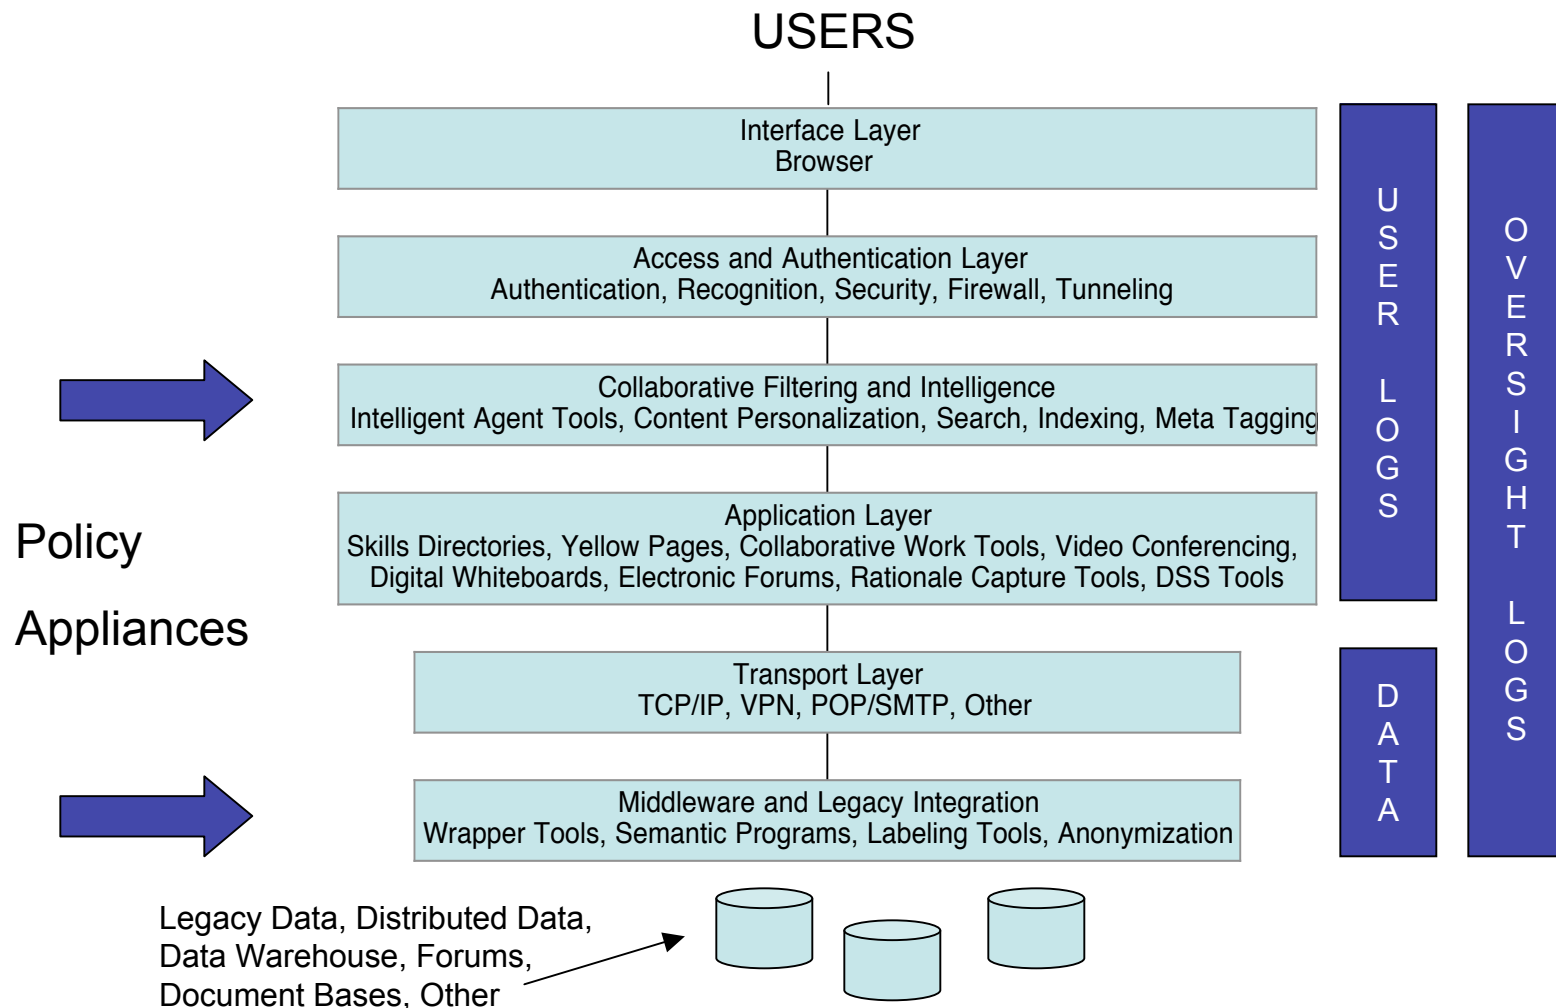 USERS
Interface Layer
Browser
Access and Authentication Layer
Authentication, Recognition, Security, Firewall, Tunneling
Collaborative Filtering and Intelligence
Intelligent Agent Tools, Content Personalization, Search, Indexing, Meta Tagging
Application Layer
Skills Directories, Yellow Pages, Collaborative Work Tools, Video Conferencing,
Digital Whiteboards, Electronic Forums, Rationale Capture Tools, DSS Tools
Transport Layer
TCP/IP, VPN, POP/SMTP, Other
Middleware and Legacy Integration
Wrapper Tools, Semantic Programs, Labeling Tools, Anonymization
Policy
Appliances
Legacy Data, Distributed Data,
Data Warehouse, Forums,
Document Bases, Other
USER LOGS
DATA
OVERSIGHT LOGS